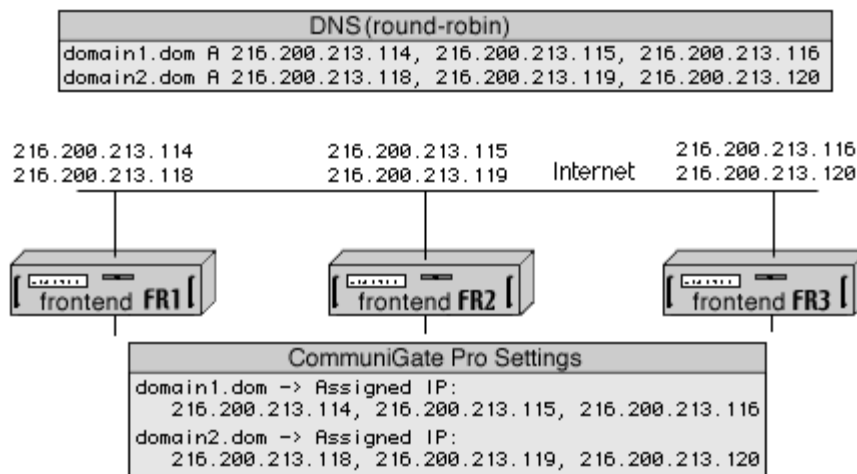 DNS (round-robin)
domain1.dom A 216.200.213.114, 216.200.213.115, 216.200.213.116
domain2.dom A 216.200.213.118, 216.200.213.119, 216.200.213.120
216.200.213.114
216.200.213.118
216.200.213.115
216.200.213.119
Internet
216.200.213.116
216.200.213.120
frontend FR1
frontend FR2
frontend FR3
CommuniGate Pro Settings
domain1.dom -> Assigned IP:
216.200.213.114, 216.200.213.115, 216.200.213.116
domain2.dom -> Assigned IP:
216.200.213.118, 216.200.213.119, 216.200.213.120